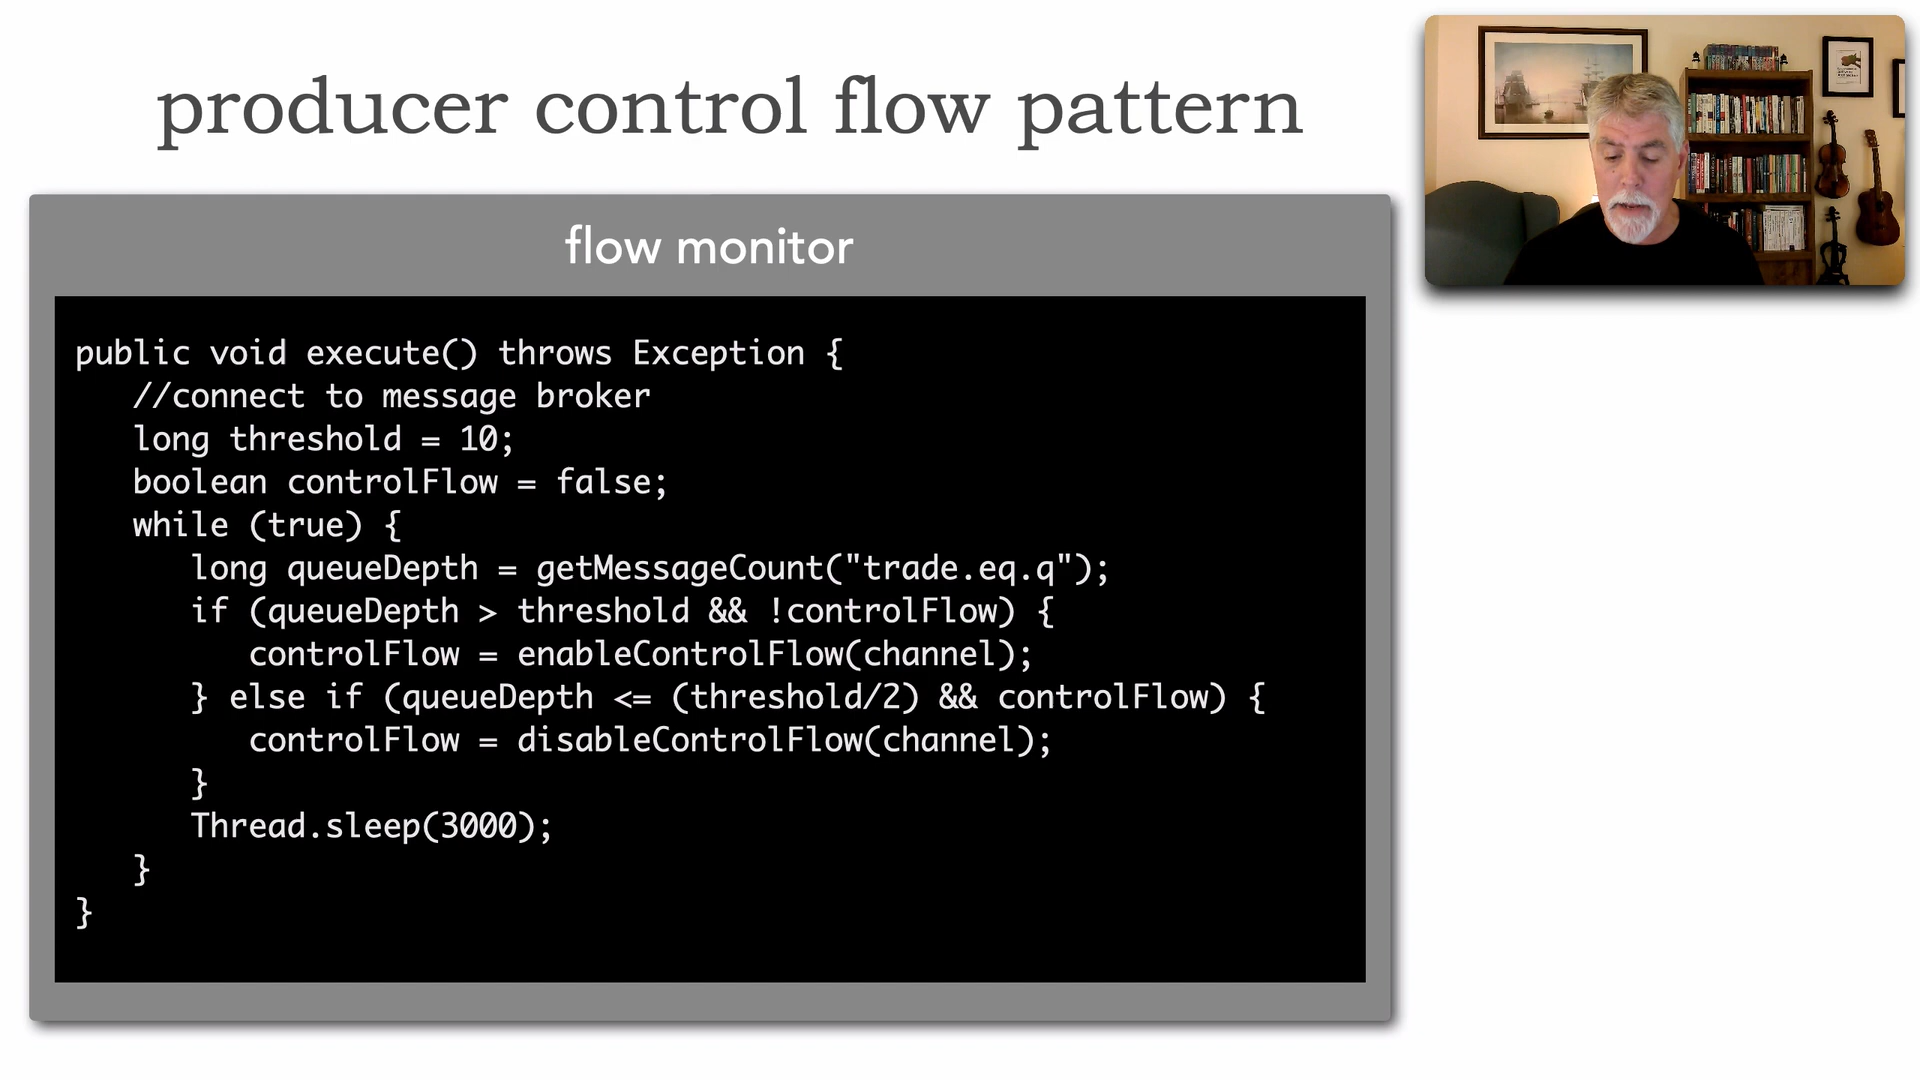 producer control flow pattern
flow monitor
public void execute() throws Exception {
//connect to message broker
long threshold = 10;
boolean controlFlow = false;
while (true) {
long queueDepth = getMessageCount("trade.eq.q");
if (queueDepth > threshold && !controlFlow) {
controlFlow = enableControlFlow(channel);
} else if (queueDepth <= (threshold/2) && controlFlow) {
controlFlow = disableControlFlow(channel);
}
Thread.sleep(3000);
}
}